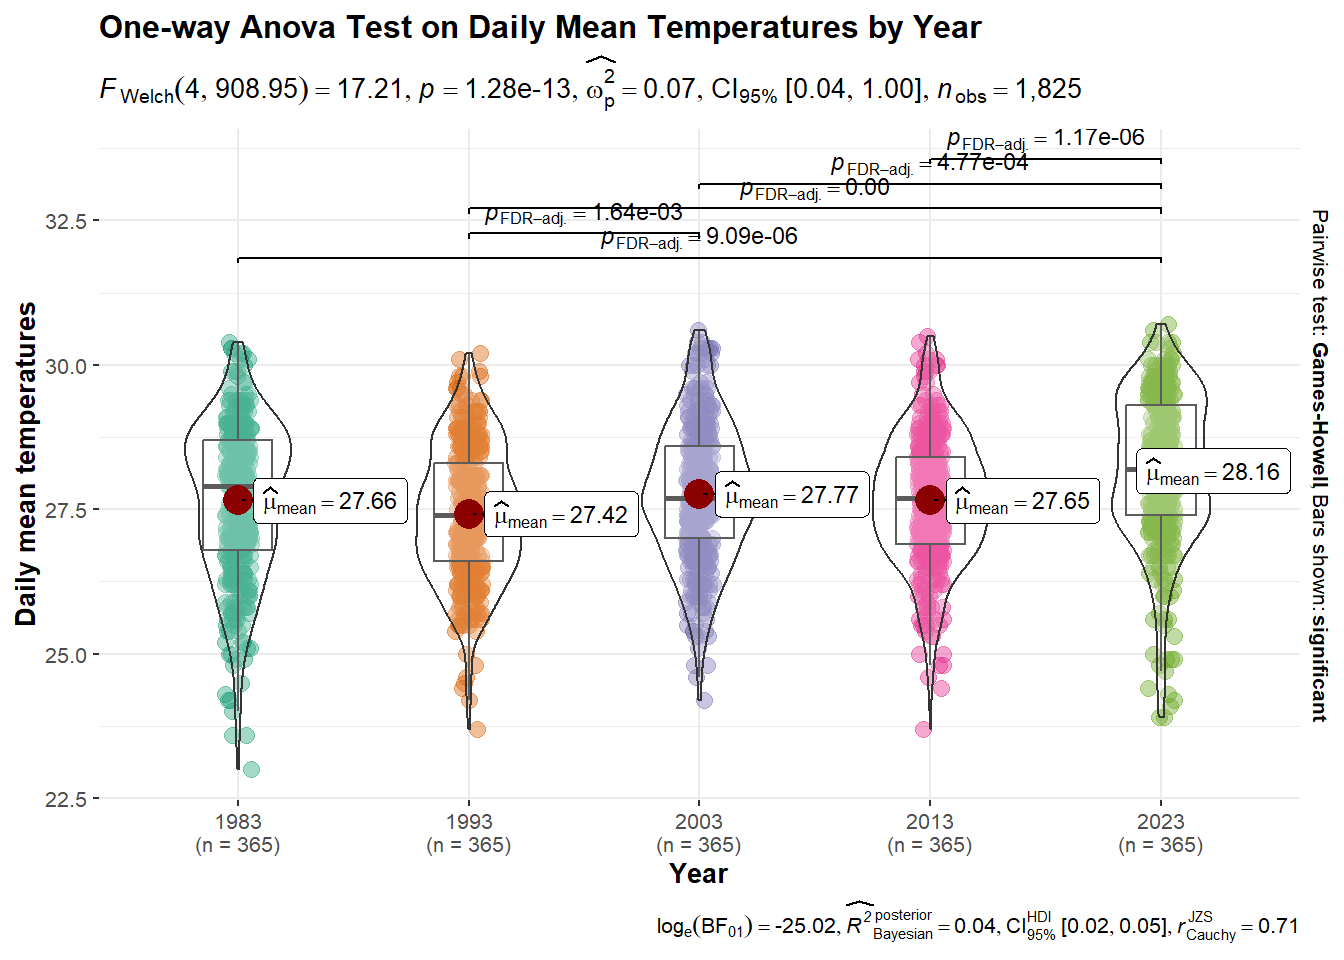 One-way Anova Test on Daily Mean Temperatures by Year
F Welch(4, 908.95) = 17.21, p = 1.28e-13, ω̂²p = 0.07, CI95% [0.04, 1.00], nobs = 1,825
pFDR−adj. = 1.17e-06
pFDR−adj. = 4.77e-04
pFDR−adj. = 0.00
pFDR−adj. = 1.64e-03
pFDR−adj. = 9.09e-06
32.5
30.0
27.5
25.0
22.5
Daily mean temperatures
μ̂mean = 27.66
μ̂mean = 27.42
μ̂mean = 27.77
μ̂mean = 27.65
μ̂mean = 28.16
Pairwise test: Games-Howell, Bars shown: significant
1983 1993 2003 2013 2023
(n = 365) (n = 365) (n = 365) (n = 365) (n = 365)
Year
loge(BF01) = -25.02, R̂² posterior Bayesian = 0.04, CI HDI 95% [0.02, 0.05], r JZS Cauchy = 0.71